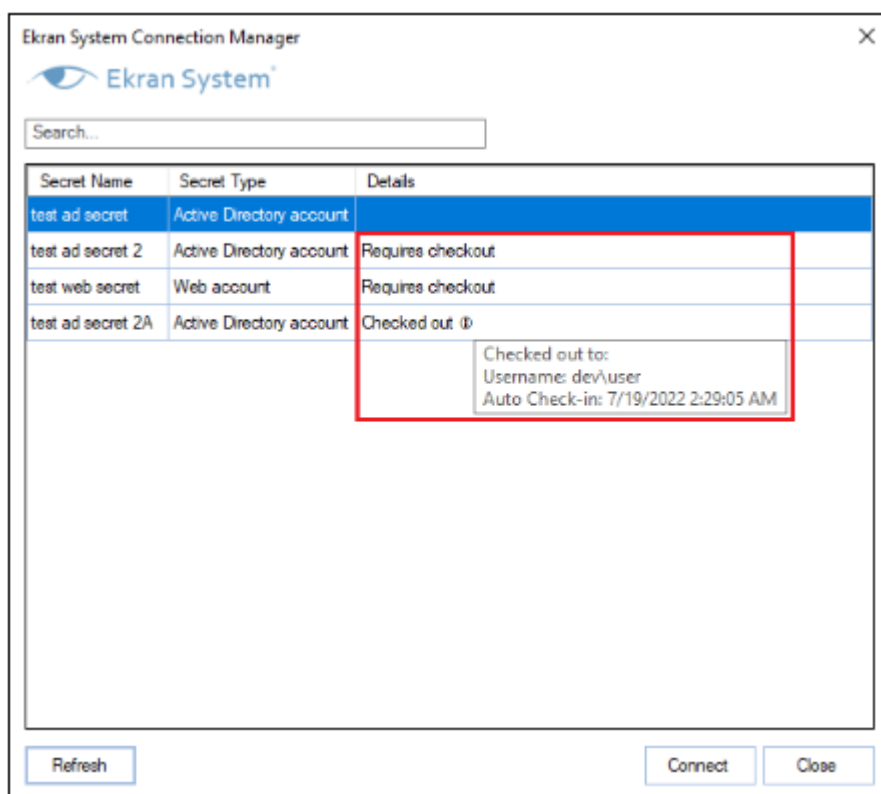 Ekran System Connection Manager
Ekran System
Search...
Secret Name Secret Type Details
test ad secret Active Directory account
test ad secret 2 Active Directory account Requires checkout
test web secret Web account Requires checkout
test ad secret 2A Active Directory account Checked out
Checked out to:
Username: dev\user
Auto Check-in: 7/19/2022 2:29:05 AM
Refresh Connect Close